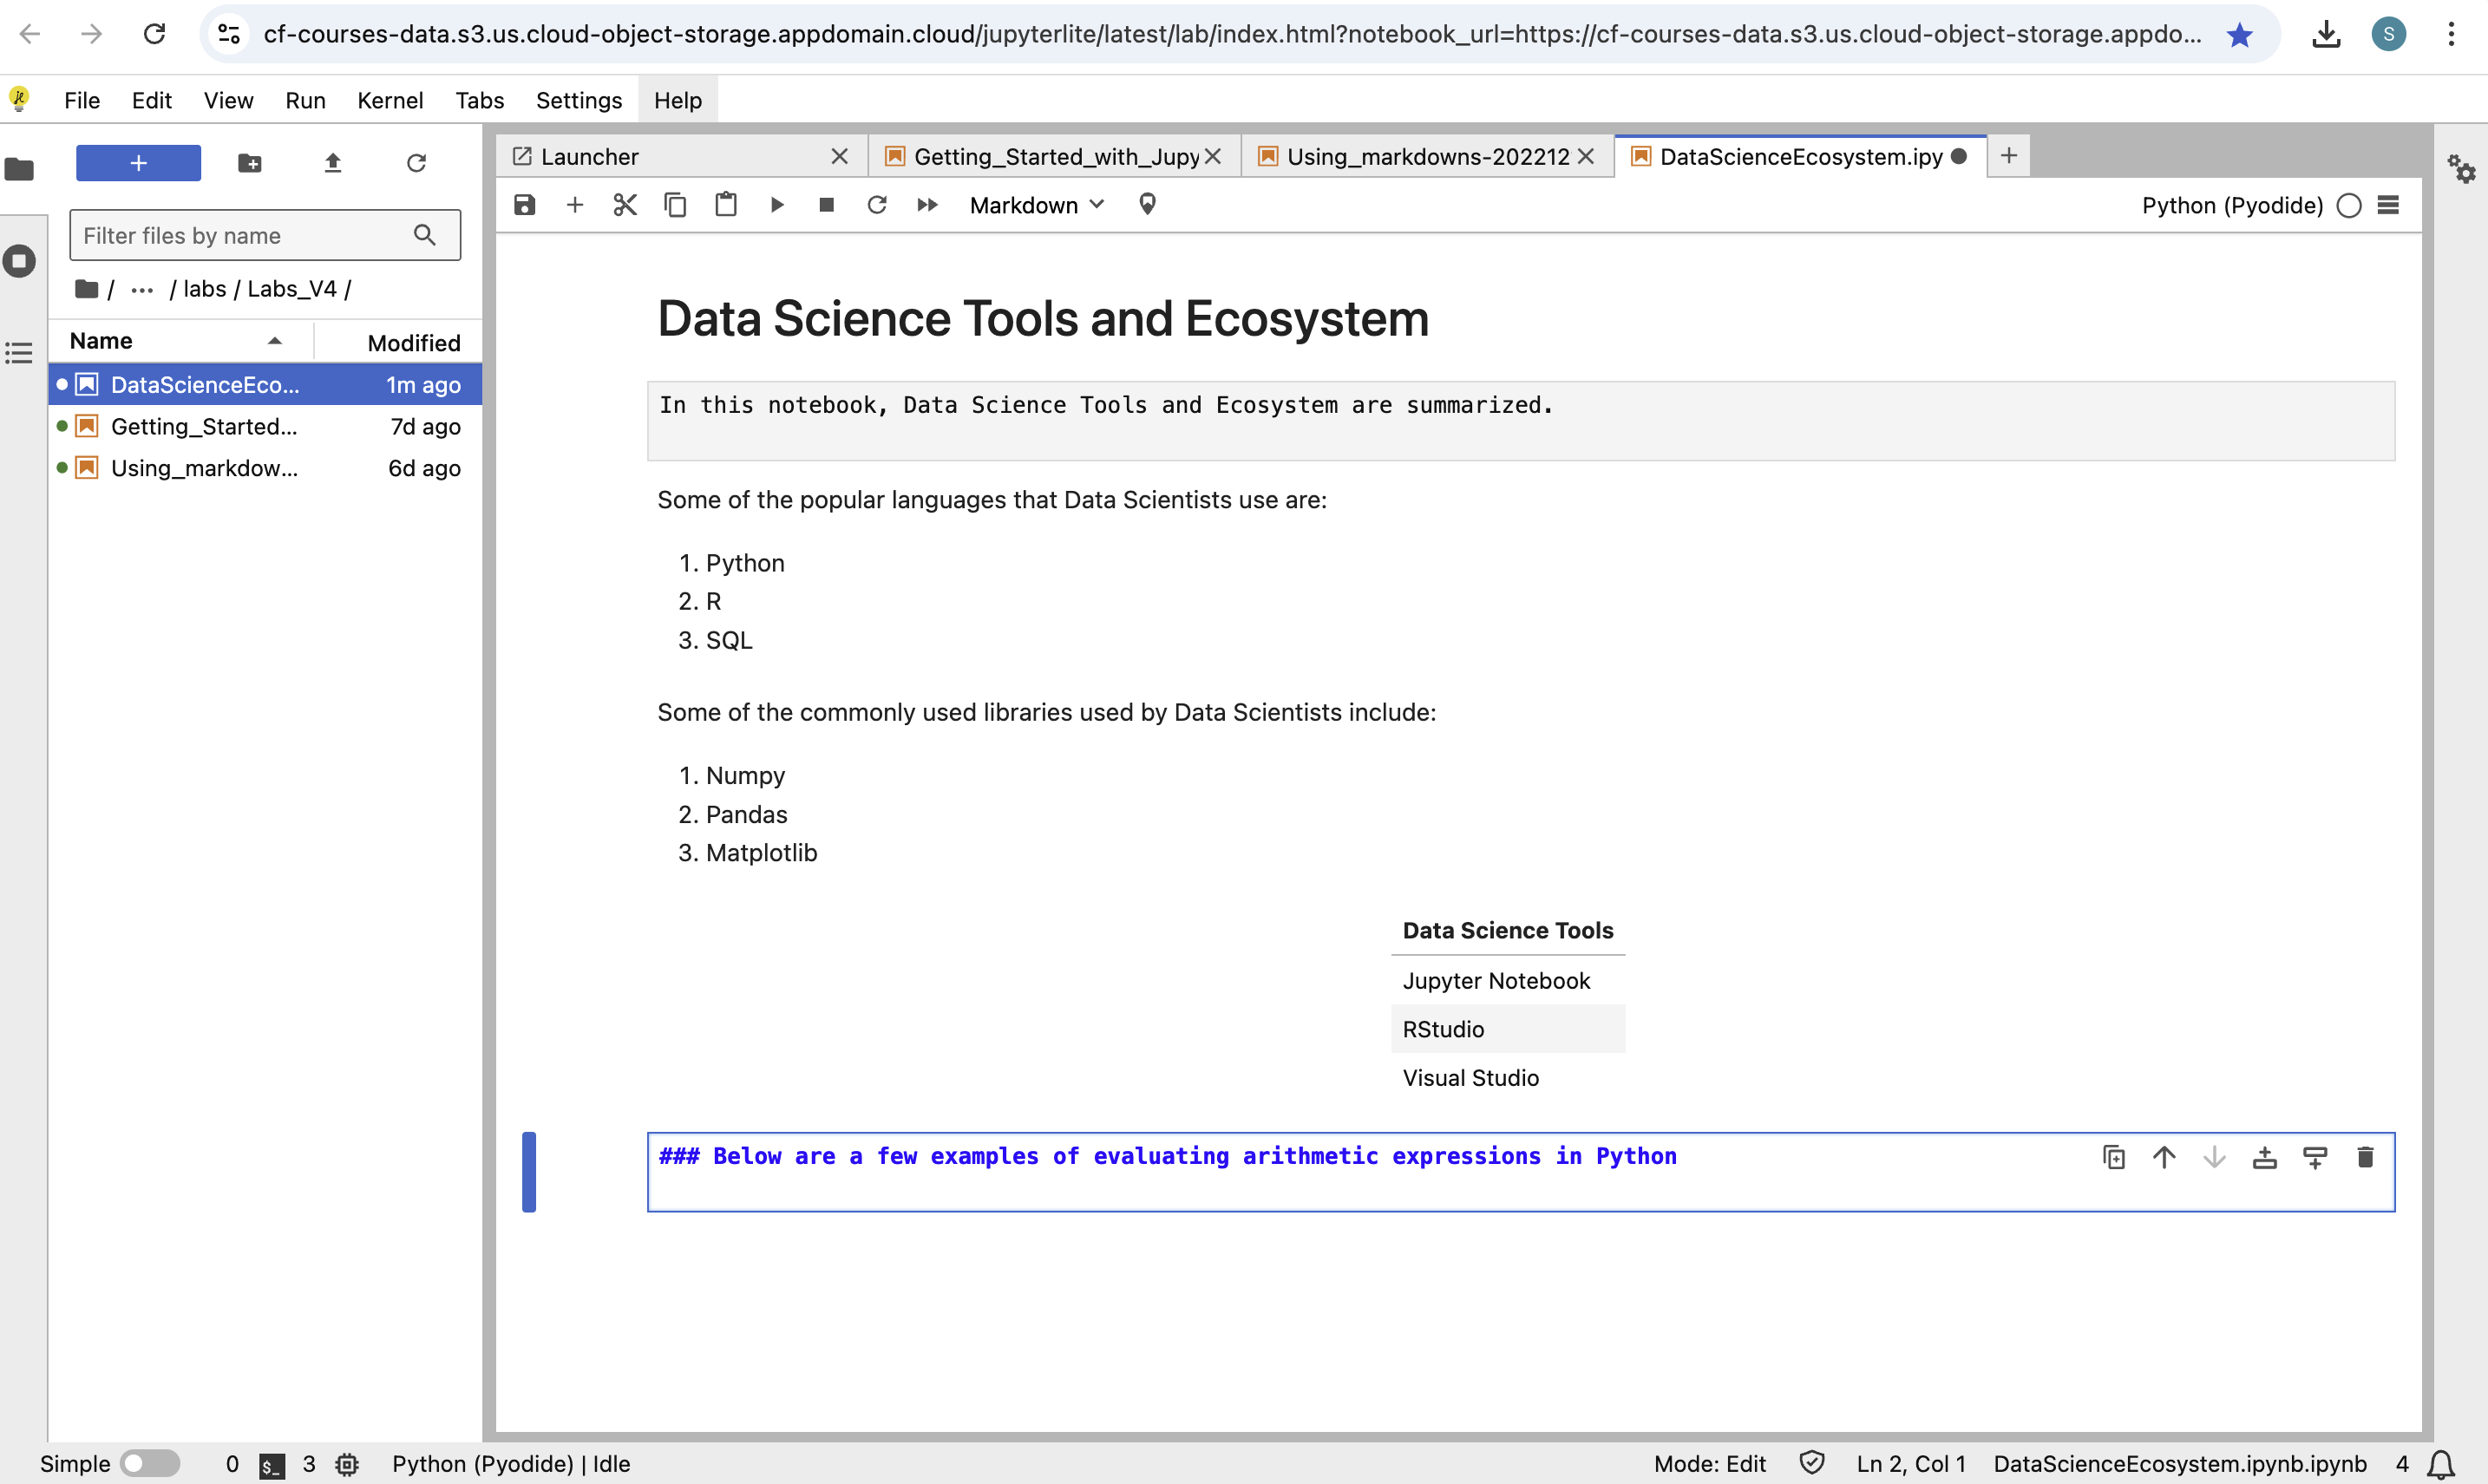 cf-courses-data.s3.us.cloud-object-storage.appdomain.cloud/jupyterlite/latest/lab/index.html?notebook_url=https://cf-courses-data.s3.us.cloud-object-storage.appdo...
S
File Edit View Run Kernel Tabs Settings Help
Launcher Getting_Started_with_Jupy Using_markdowns-202212 DataScienceEcosystem.ipy
Markdown Python (Pyodide)
Filter files by name
/ ... / labs / Labs_V4 /
Name Modified
DataScienceEco... 1m ago
Getting_Started... 7d ago
Using_markdow... 6d ago
Data Science Tools and Ecosystem
In this notebook, Data Science Tools and Ecosystem are summarized.
Some of the popular languages that Data Scientists use are:
1. Python
2. R
3. SQL
Some of the commonly used libraries used by Data Scientists include:
1. Numpy
2. Pandas
3. Matplotlib
Data Science Tools
Jupyter Notebook
RStudio
Visual Studio
### Below are a few examples of evaluating arithmetic expressions in Python
Simple 0 $_ 3 Python (Pyodide) | Idle Mode: Edit Ln 2, Col 1 DataScienceEcosystem.ipynb.ipynb 4